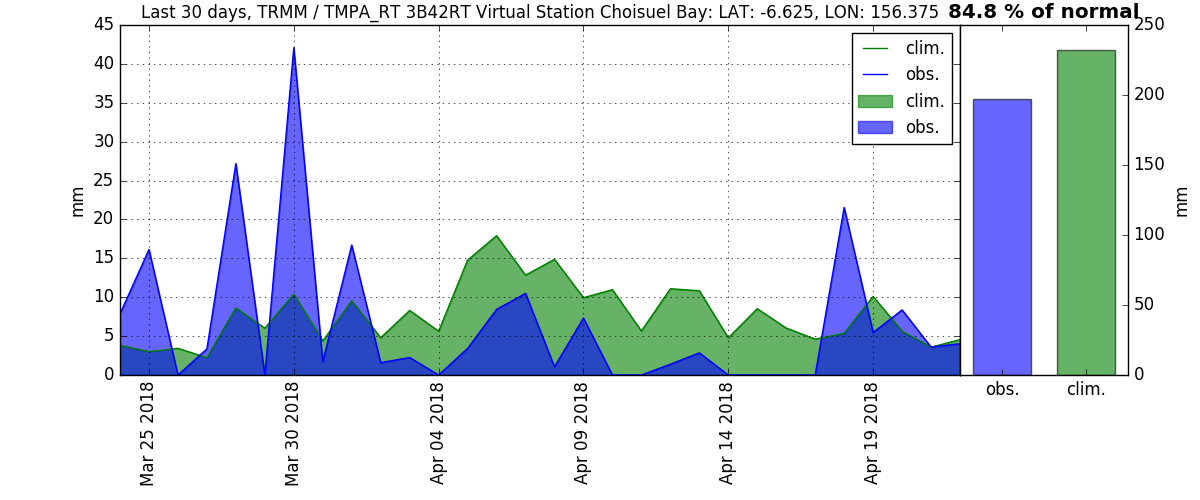 Last 30 days, TRMM / TMPA_RT 3B42RT Virtual Station Choisuel Bay: LAT: -6.625, LON: 156.375 84.8 % of normal
45
40
35
30
25
20
15
10
5
0
mm
clim.
obs.
clim.
obs.
Mar 25 2018
Mar 30 2018
Apr 04 2018
Apr 09 2018
Apr 14 2018
Apr 19 2018
250
200
150
100
50
0
mm
obs.
clim.